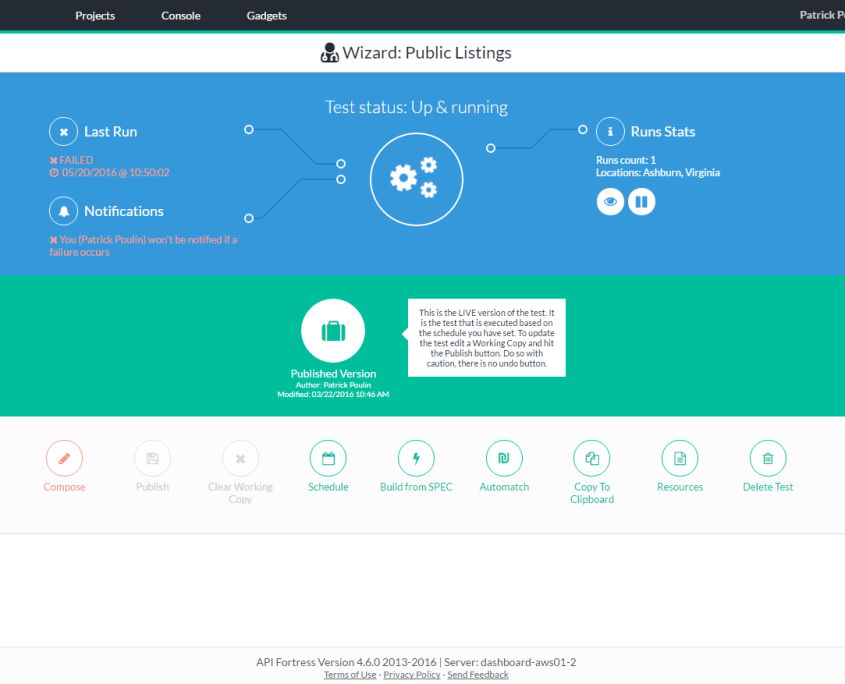 Projects
Console
Gadgets
Patrick
Wizard: Public Listings
Test status: Up & running
Last Run
FAILED
05/20/2016 @ 10:50:02
Notifications
You (Patrick Poulin) won't be notified if a
failure occurs
Runs Stats
Runs count: 1
Locations: Ashburn, Virginia
Published Version
Author: Patrick Poulin
Modified: 03/22/2016 10:46 AM
This is the LIVE version of the test. It
is the test that is executed based on
the schedule you have set. To update
the test edit a Working Copy and hit
the Publish button. Do so with
caution, there is no undo button.
Compose
Publish
Clear Working
Copy
Schedule
Build from SPEC
Automatch
Copy To
Clipboard
Resources
Delete Test
API Fortress Version 4.6.0 2013-2016 | Server: dashboard-aws01-2
Terms of Use - Privacy Policy - Send Feedback